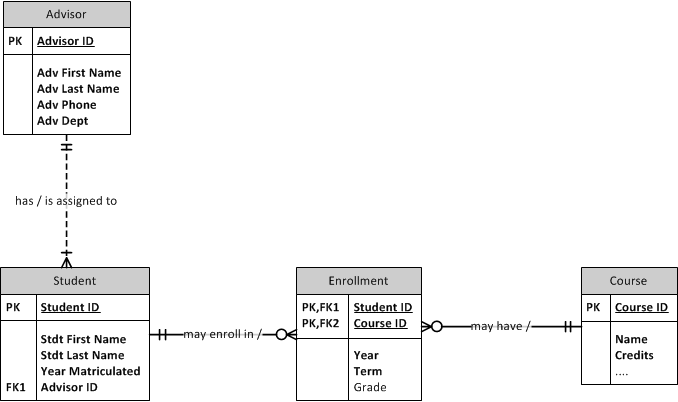 Advisor
PK Advisor ID
Adv First Name
Adv Last Name
Adv Phone
Adv Dept
has / is assigned to
Student
PK Student ID
Stdt First Name
Stdt Last Name
Year Matriculated
FK1 Advisor ID
may enroll in /
Enrollment
PK,FK1 Student ID
PK,FK2 Course ID
Year
Term
Grade
may have /
Course
PK Course ID
Name
Credits
....